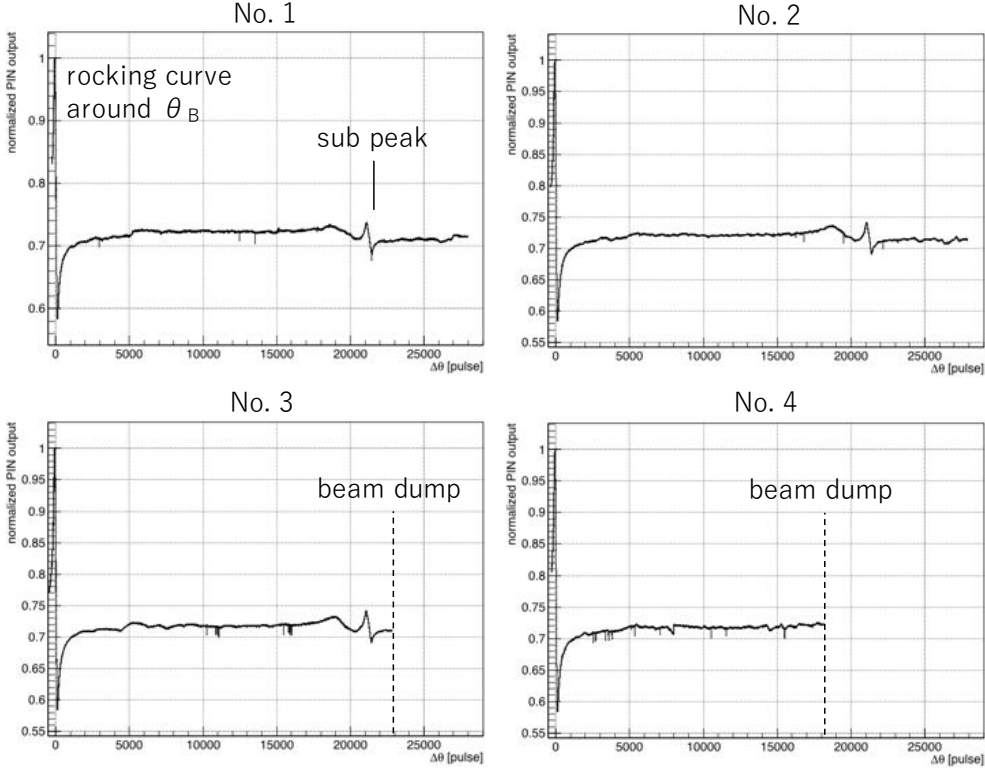 No. 1
normalized PIN output
1
0.9
0.8
0.7
0.6
rocking curve
around θ B
sub peak
0 5000 10000 15000 20000 25000
Δθ [pulse]
No. 2
normalized PIN output
1
0.95
0.9
0.85
0.8
0.75
0.7
0.65
0.6
0.55
0 5000 10000 15000 20000 25000
Δθ [pulse]
No. 3
normalized PIN output
1
0.95
0.9
0.85
0.8
0.75
0.7
0.65
0.6
0.55
beam dump
0 5000 10000 15000 20000 25000
Δθ [pulse]
No. 4
normalized PIN output
1
0.95
0.9
0.85
0.8
0.75
0.7
0.65
0.6
0.55
beam dump
0 5000 10000 15000 20000 25000
Δθ [pulse]